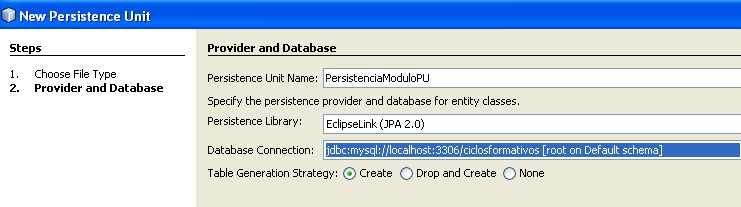 New Persistence Unit
Steps
1. Choose File Type
2. Provider and Database
Provider and Database
Persistence Unit Name: PersistenciaModuloPU
Specify the persistence provider and database for entity classes.
Persistence Library: EclipseLink (JPA 2.0)
Database Connection: jdbc:mysql://localhost:3306/ciclosformativos [root on Default schema]
Table Generation Strategy: Create Drop and Create None